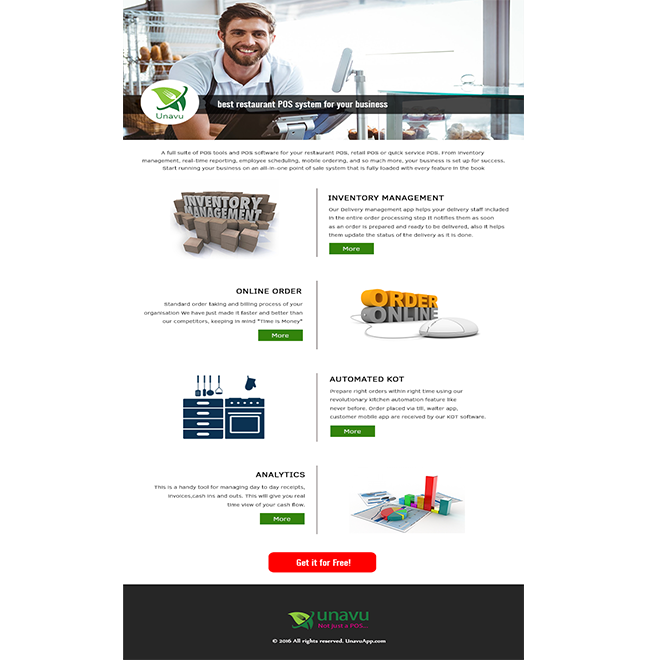 Unavu
best restaurant POS system for your business
A full suite of POS tools and POS software for your restaurant POS, retail POS or quick service POS. From inventory
management, real-time reporting, employee scheduling, mobile ordering, and so much more, your business is set up for success.
Start running your business on an all-in-one point of sale system that is fully loaded with every feature in the book
INVENTORY
MANAGEMENT
INVENTORY MANAGEMENT
Our Delivery management app helps your delivery staff included
in the entire order processing step it notifies them as soon
as an order is prepared and ready to be delivered, also it helps
them update the status of the delivery as it is done.
More
ONLINE ORDER
Standard order taking and billing process of your
organisation We have just made it faster and better than
our competitors, keeping in mind "Time is Money"
More
ORDER
ONLINE
AUTOMATED KOT
Prepare right orders within right time using our
revolutionary kitchen automation feature like
never before. Order placed via till, waiter app,
customer mobile app are received by our KOT software.
More
ANALYTICS
This is a handy tool for managing day to day receipts,
invoices,cash ins and outs. This will give you real
time view of your cash flow.
More
Get it for Free!
unavu
Not just a POS...
© 2016 All rights reserved. UnavuApp.com